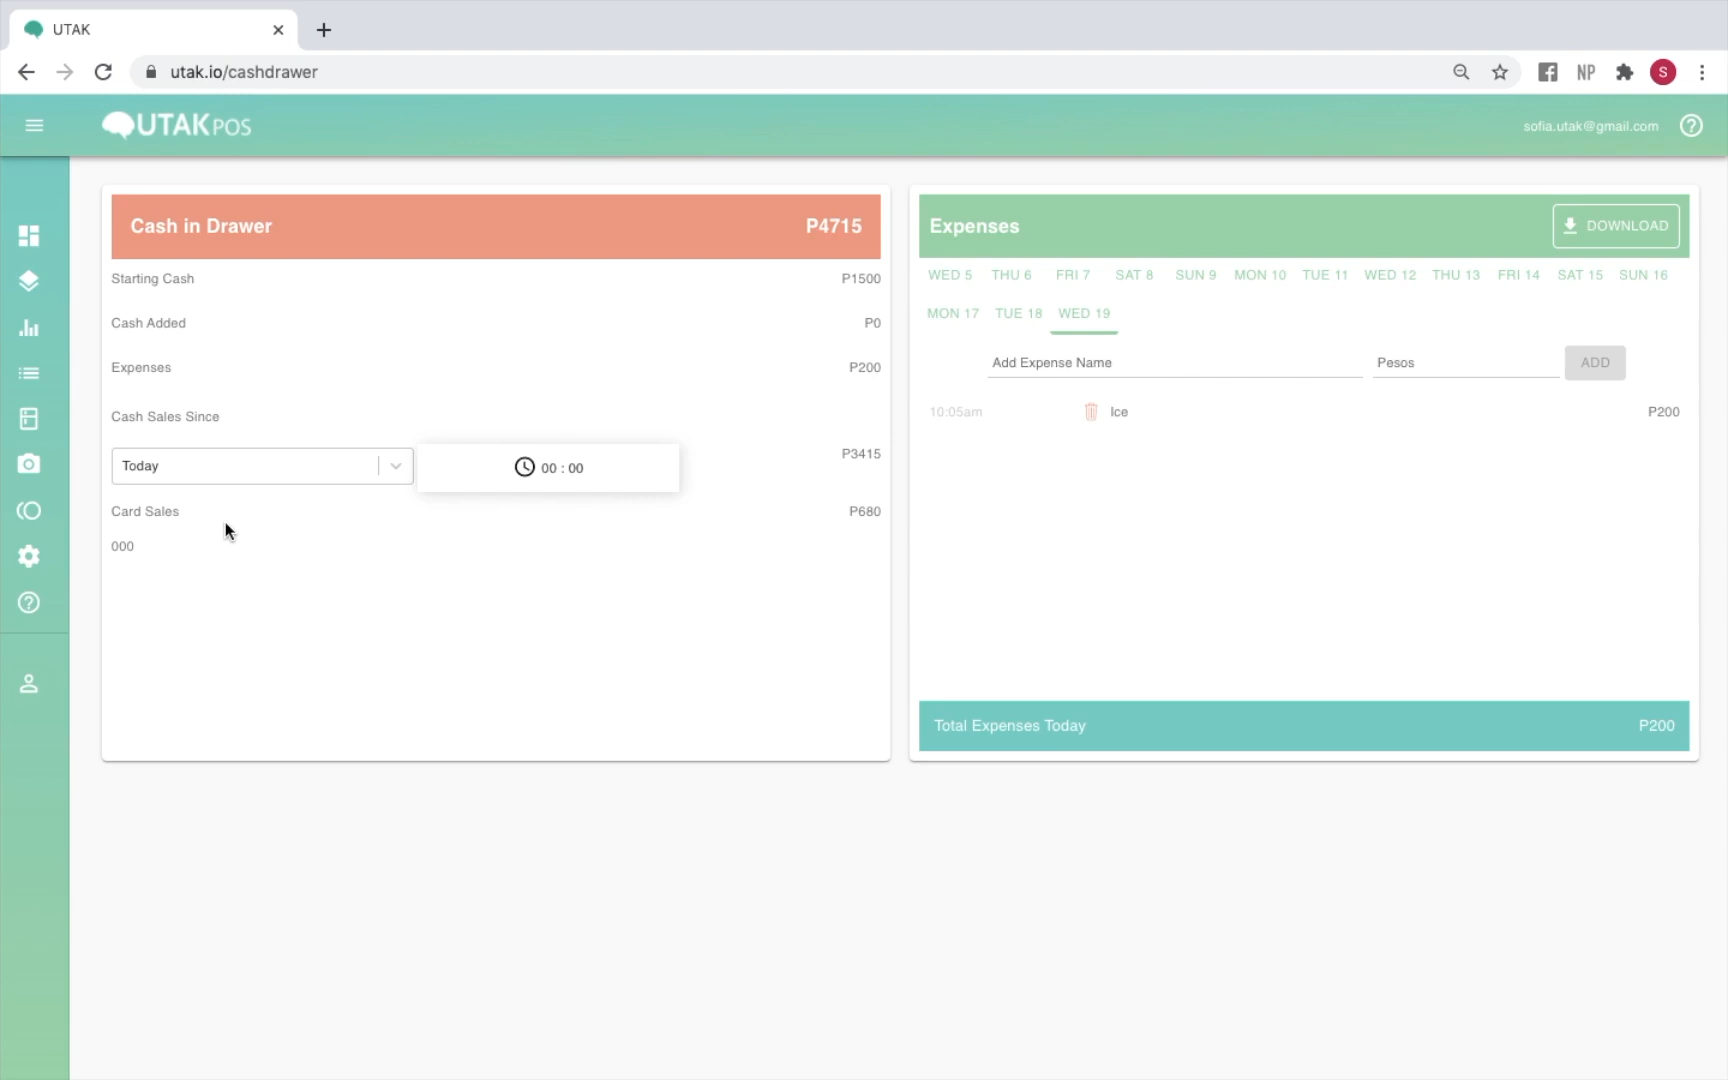 UTAK
utak.io/cashdrawer
NP
S
UTAK POS
sofia.utak@gmail.com
Cash in Drawer P4715
Starting Cash P1500
Cash Added P0
Expenses P200
Cash Sales Since
Today 00 : 00 P3415
Card Sales P680
000
Expenses DOWNLOAD
WED 5 THU 6 FRI 7 SAT 8 SUN 9 MON 10 TUE 11 WED 12 THU 13 FRI 14 SAT 15 SUN 16
MON 17 TUE 18 WED 19
Add Expense Name Pesos ADD
10:05am Ice P200
Total Expenses Today P200